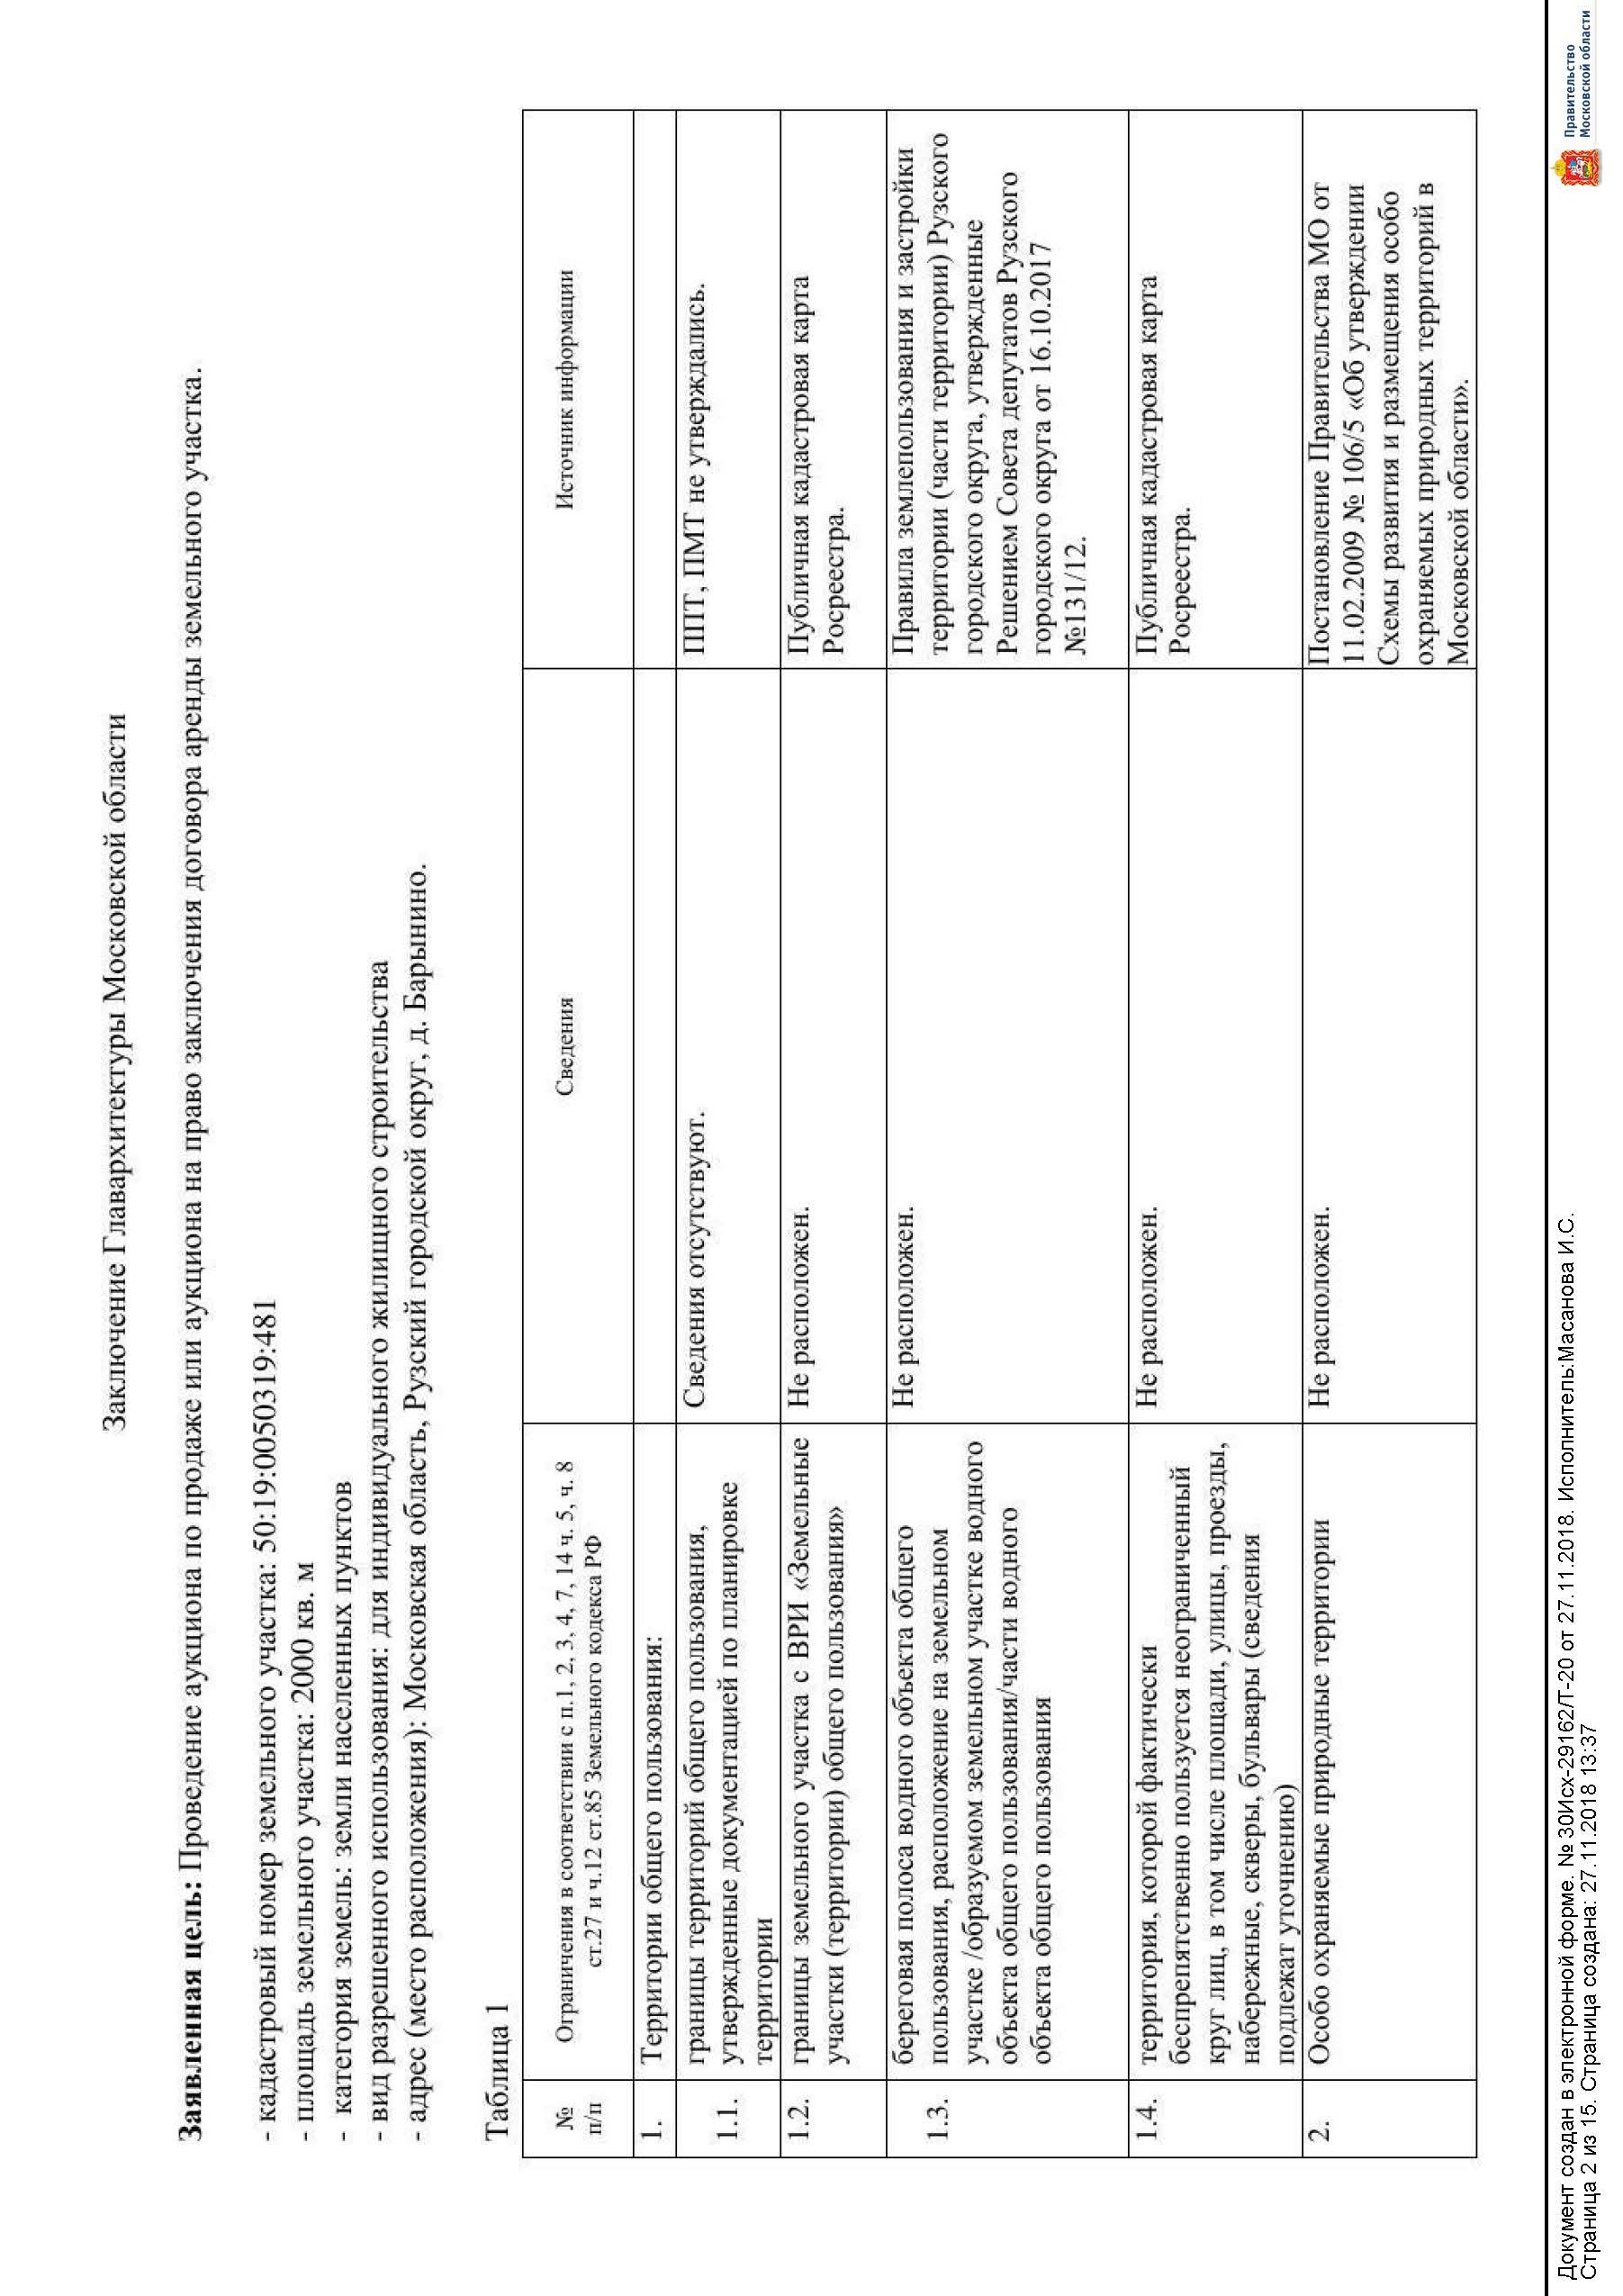 Заключение Главархитектуры Московской области
Заявленная цель: Проведение аукциона по продаже или аукциона на право заключения договора аренды земельного участка.
- кадастровый номер земельного участка: 50:19:0050319:481
- площадь земельного участка: 2000 кв. м
- категория земель: земли населенных пунктов
- вид разрешенного использования: для индивидуального жилищного строительства
- адрес (место расположения): Московская область, Рузский городской округ, д. Барынино.
Таблица 1
№
п/п
Ограничения в соответствии с п.1, 2, 3, 4, 7, 14 ч. 5, ч. 8
ст.27 и ч.12 ст.85 Земельного кодекса РФ
Сведения
Источник информации
1.
Территории общего пользования:
1.1.
границы территорий общего пользования,
утвержденные документацией по планировке
территории
Сведения отсутствуют.
ППТ, ПМТ не утверждались.
1.2.
границы земельного участка с ВРИ «Земельные
участки (территории) общего пользования»
Не расположен.
Публичная кадастровая карта
Росреестра.
1.3.
береговая полоса водного объекта общего
пользования, расположение на земельном
участке /образуемом земельном участке водного
объекта общего пользования/части водного
объекта общего пользования
Не расположен.
Правила землепользования и застройки
территории (части территории) Рузского
городского округа, утвержденные
Решением Совета депутатов Рузского
городского округа от 16.10.2017
№131/12.
1.4.
территория, которой фактически
беспрепятственно пользуется неограниченный
круг лиц, в том числе площади, улицы, проезды,
набережные, скверы, бульвары (сведения
подлежат уточнению)
Не расположен.
Публичная кадастровая карта
Росреестра.
2.
Особо охраняемые природные территории
Не расположен.
Постановление Правительства МО от
11.02.2009 № 106/5 «Об утверждении
Схемы развития и размещения особо
охраняемых природных территорий в
Московской области».
Документ создан в электронной форме. № 30Исх-29162/Т-20 от 27.11.2018. Исполнитель:Масанова И.С.
Страница 2 из 15. Страница создана: 27.11.2018 13:37
Правительство
Московской области